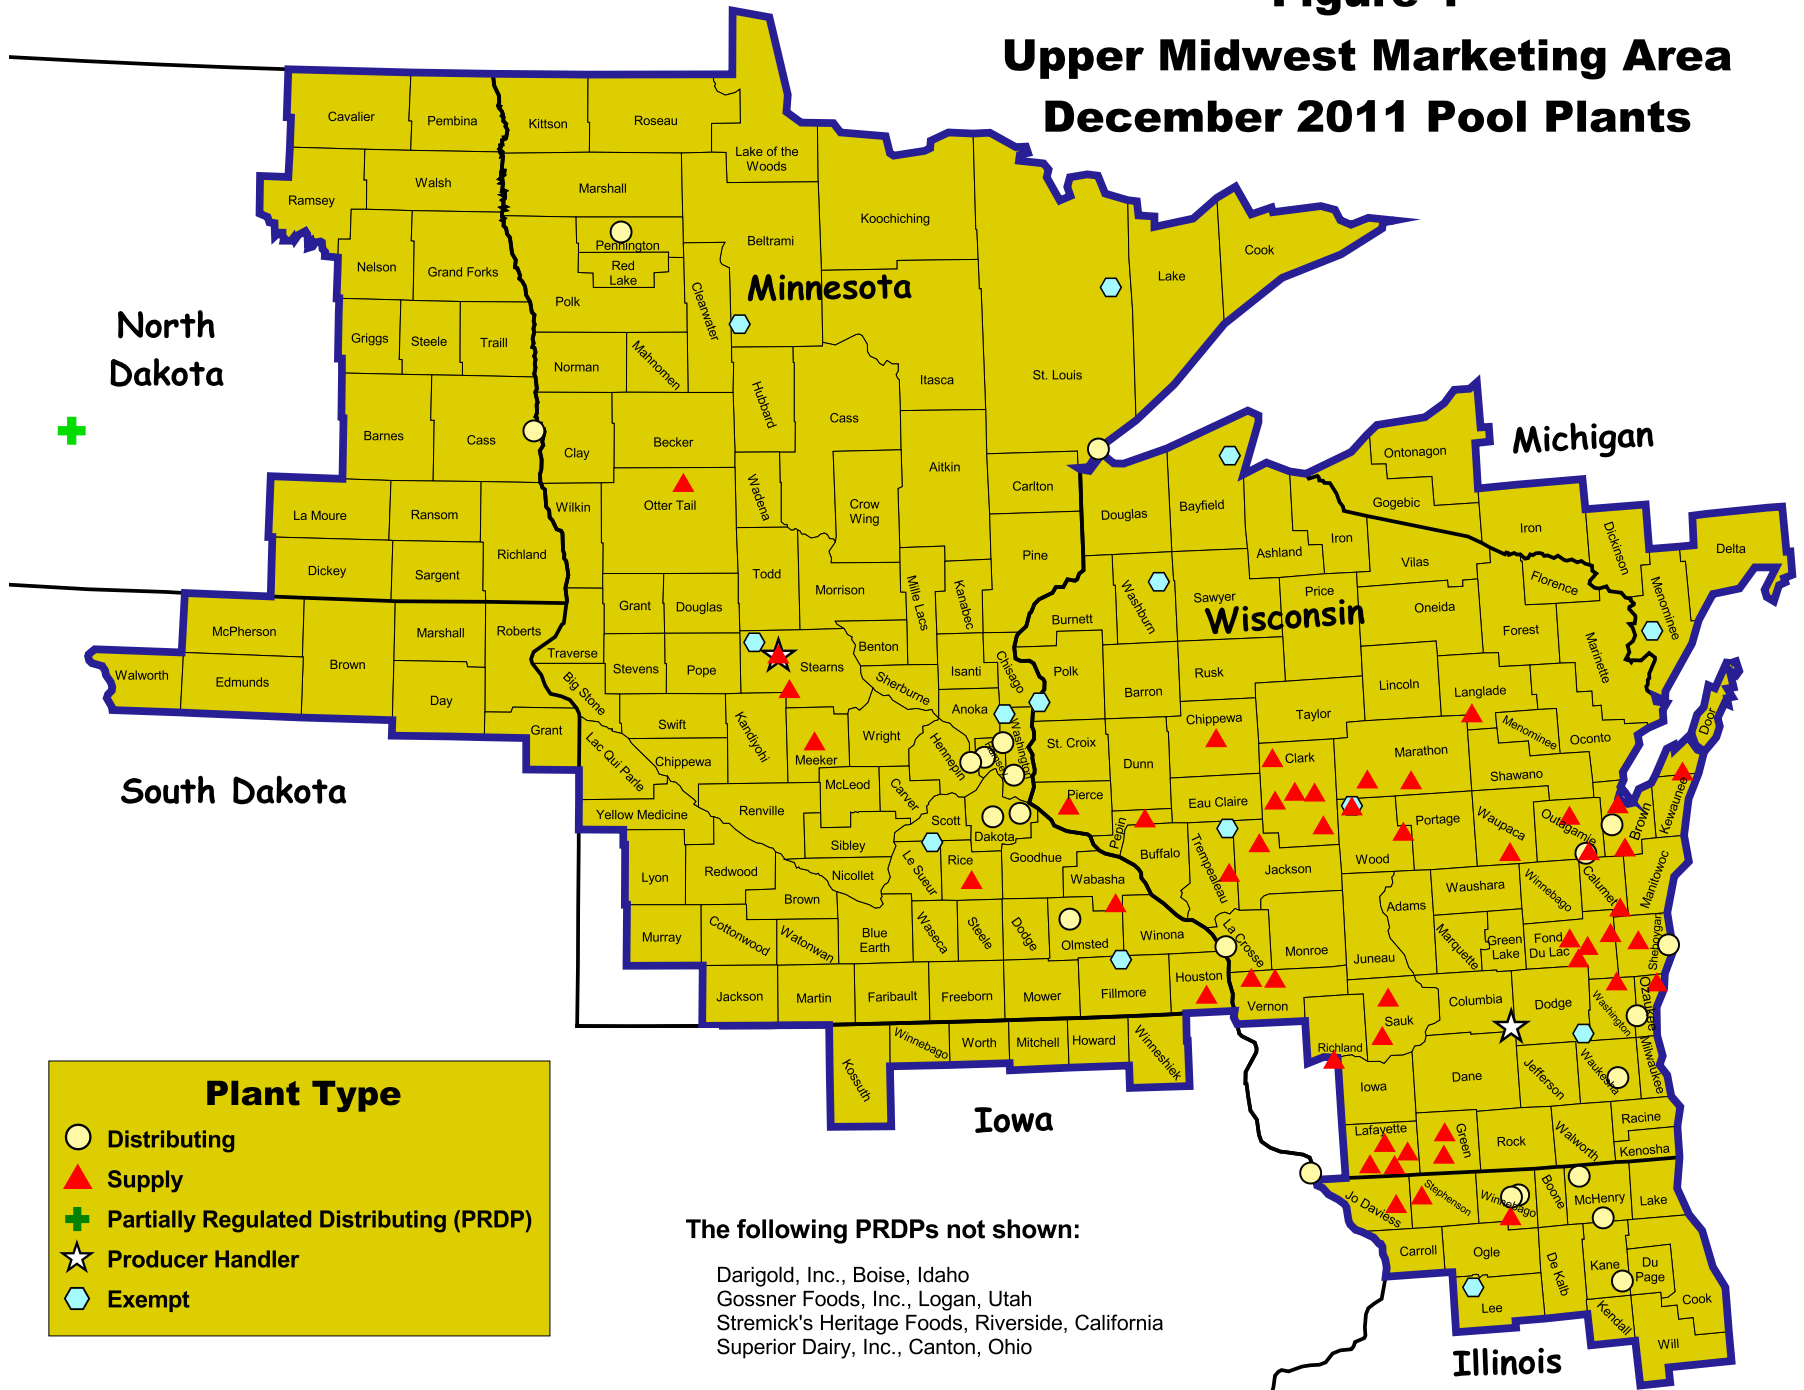 Figure 1
Upper Midwest Marketing Area
December 2011 Pool Plants
Cavalier
Pembina
Kittson
Roseau
Lake of the
Woods
Ramsey
Walsh
Marshall
Koochiching
Nelson
Grand Forks
Pennington
Red
Lake
Polk
Clearwater
Beltrami
Minnesota
Lake
Cook
North
Dakota
Griggs
Steele
Traill
Norman
Mahnomen
Hubbard
Cass
Itasca
St. Louis
Barnes
Cass
Clay
Becker
Wadena
Crow
Wing
Aitkin
Carlton
Michigan
Ontonagon
Gogebic
Iron
Dickinson
Menominee
Delta
La Moure
Ransom
Richland
Wilkin
Otter Tail
Todd
Morrison
Mille Lacs
Kanabec
Pine
Douglas
Bayfield
Ashland
Iron
Vilas
Florence
Dickey
Sargent
Grant
Douglas
Burnett
Washburn
Sawyer
Price
Oneida
Forest
Marinette
Wisconsin
McPherson
Marshall
Roberts
Traverse
Stevens
Pope
Stearns
Benton
Isanti
Chisago
Polk
Barron
Rusk
Lincoln
Langlade
Walworth
Edmunds
Brown
Day
Grant
Big Stone
Swift
Kandiyohi
Sherburne
Anoka
Washington
Chippewa
Taylor
Menominee
Oconto
Door
South Dakota
Lac Qui Parle
Chippewa
Meeker
Wright
Hennepin
Ramsey
St. Croix
Dunn
Clark
Marathon
Shawano
Yellow Medicine
Renville
McLeod
Carver
Scott
Dakota
Pierce
Pepin
Eau Claire
Portage
Waupaca
Outagamie
Brown
Kewaunee
Lyon
Redwood
Sibley
Nicollet
Le Sueur
Rice
Goodhue
Wabasha
Buffalo
Trempealeau
Jackson
Wood
Waushara
Winnebago
Calumet
Manitowoc
Brown
Murray
Cottonwood
Watonwan
Blue
Earth
Waseca
Steele
Dodge
Olmsted
Winona
La Crosse
Monroe
Juneau
Adams
Marquette
Green
Lake
Fond
Du Lac
Sheboygan
Jackson
Martin
Faribault
Freeborn
Mower
Fillmore
Houston
Vernon
Sauk
Columbia
Dodge
Washington
Ozaukee
Kossuth
Winnebago
Worth
Mitchell
Howard
Winneshiek
Richland
Iowa
Dane
Jefferson
Waukesha
Milwaukee
Iowa
Lafayette
Green
Rock
Walworth
Racine
Kenosha
Jo Daviess
Stephenson
Winnebago
Boone
McHenry
Lake
Carroll
Ogle
De Kalb
Kane
Du
Page
Cook
Lee
Kendall
Will
Illinois
Plant Type
Distributing
Supply
Partially Regulated Distributing (PRDP)
Producer Handler
Exempt
The following PRDPs not shown:
Darigold, Inc., Boise, Idaho
Gossner Foods, Inc., Logan, Utah
Stremick's Heritage Foods, Riverside, California
Superior Dairy, Inc., Canton, Ohio